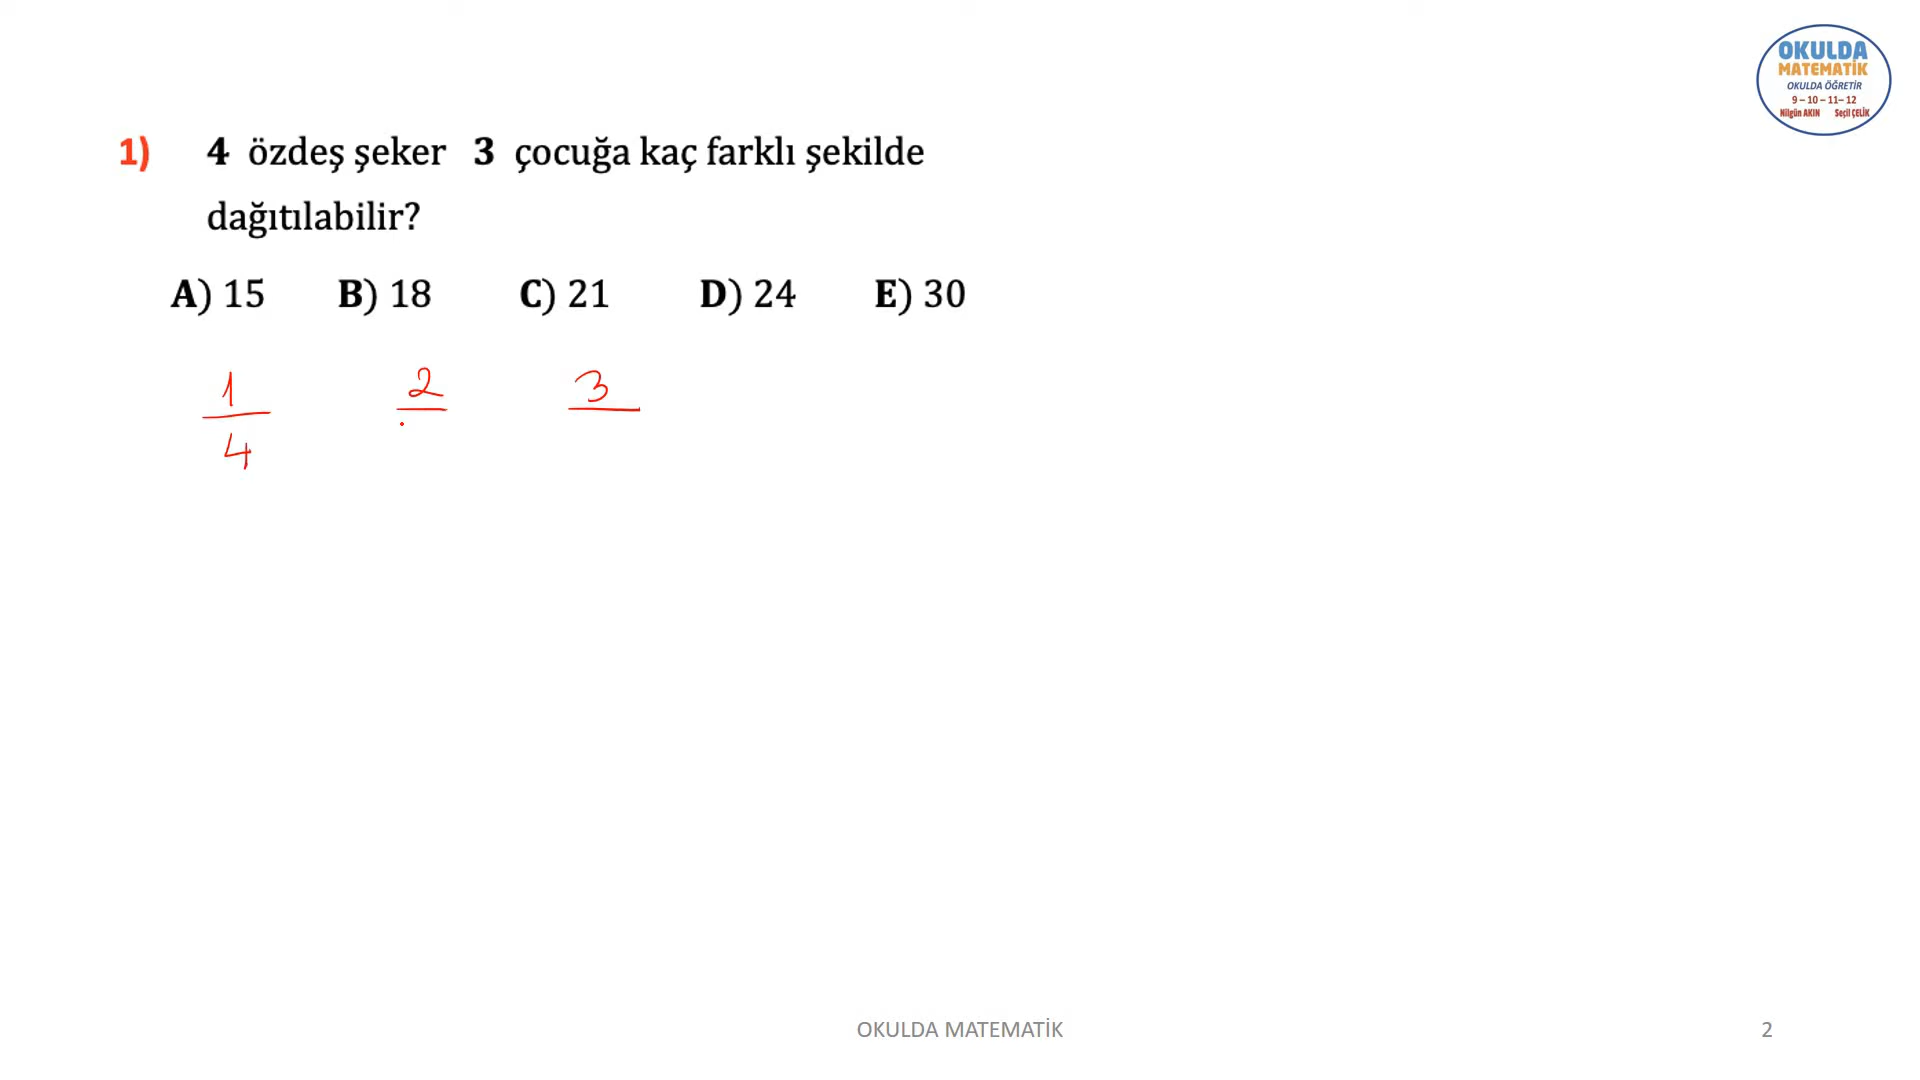 OKULDA
MATEMATİK
OKULDA ÖĞRETİR
9 – 10 – 11– 12
Nilgün AKIN Seçil ÇELİK
1) 4 özdeş şeker 3 çocuğa kaç farklı şekilde
dağıtılabilir?
A) 15 B) 18 C) 21 D) 24 E) 30
1 2 3
4
OKULDA MATEMATİK 2